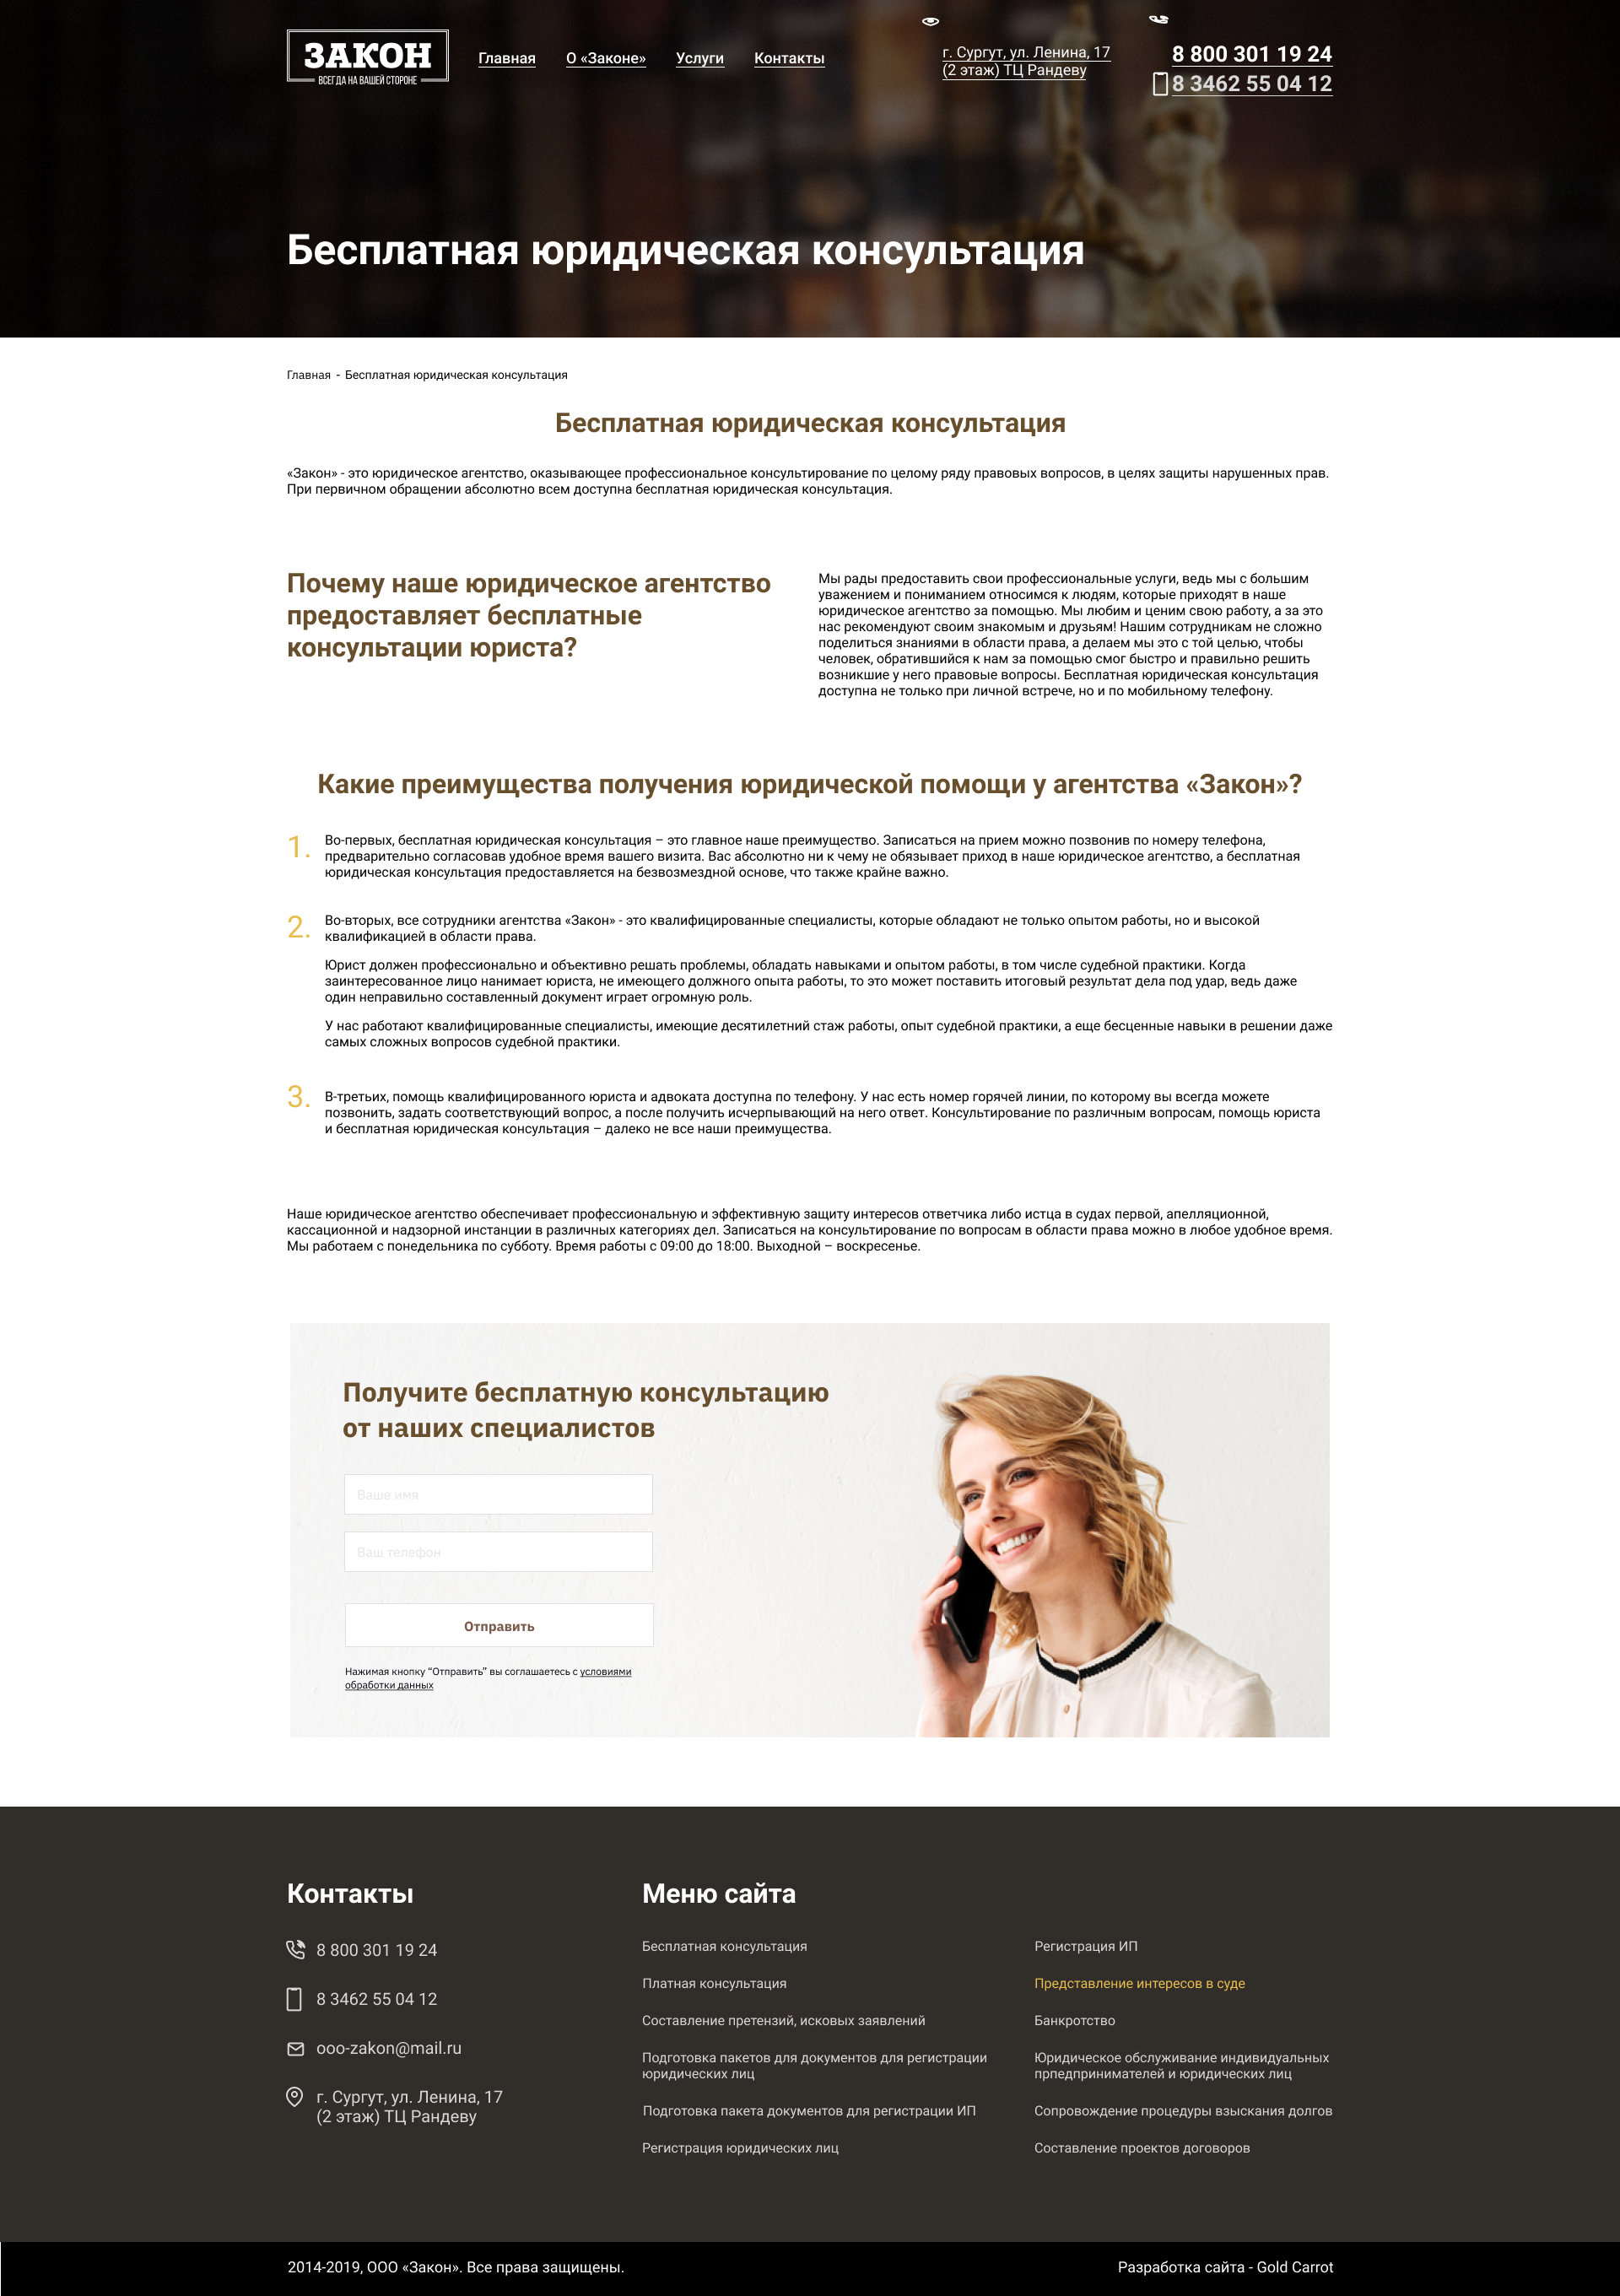 ЗАКОН
ВСЕГДА НА ВАШЕЙ СТОРОНЕ
Главная
О «Законе»
Услуги
Контакты
г. Сургут, ул. Ленина, 17
(2 этаж) ТЦ Рандеву
8 800 301 19 24
8 3462 55 04 12
Бесплатная юридическая консультация
Главная - Бесплатная юридическая консультация
Бесплатная юридическая консультация
«Закон» - это юридическое агентство, оказывающее профессиональное консультирование по целому ряду правовых вопросов, в целях защиты нарушенных прав.
При первичном обращении абсолютно всем доступна бесплатная юридическая консультация.
Почему наше юридическое агентство
предоставляет бесплатные
консультации юриста?
Мы рады предоставить свои профессиональные услуги, ведь мы с большим
уважением и пониманием относимся к людям, которые приходят в наше
юридическое агентство за помощью. Мы любим и ценим свою работу, а за это
нас рекомендуют своим знакомым и друзьям! Нашим сотрудникам не сложно
поделиться знаниями в области права, а делаем мы это с той целью, чтобы
человек, обратившийся к нам за помощью смог быстро и правильно решить
возникшие у него правовые вопросы. Бесплатная юридическая консультация
доступна не только при личной встрече, но и по мобильному телефону.
Какие преимущества получения юридической помощи у агентства «Закон»?
1. Во-первых, бесплатная юридическая консультация – это главное наше преимущество. Записаться на прием можно позвонив по номеру телефона,
предварительно согласовав удобное время вашего визита. Вас абсолютно ни к чему не обязывает приход в наше юридическое агентство, а бесплатная
юридическая консультация предоставляется на безвозмездной основе, что также крайне важно.
2. Во-вторых, все сотрудники агентства «Закон» - это квалифицированные специалисты, которые обладают не только опытом работы, но и высокой
квалификацией в области права.
Юрист должен профессионально и объективно решать проблемы, обладать навыками и опытом работы, в том числе судебной практики. Когда
заинтересованное лицо нанимает юриста, не имеющего должного опыта работы, то это может поставить итоговый результат дела под удар, ведь даже
один неправильно составленный документ играет огромную роль.
У нас работают квалифицированные специалисты, имеющие десятилетний стаж работы, опыт судебной практики, а еще бесценные навыки в решении даже
самых сложных вопросов судебной практики.
3. В-третьих, помощь квалифицированного юриста и адвоката доступна по телефону. У нас есть номер горячей линии, по которому вы всегда можете
позвонить, задать соответствующий вопрос, а после получить исчерпывающий на него ответ. Консультирование по различным вопросам, помощь юриста
и бесплатная юридическая консультация – далеко не все наши преимущества.
Наше юридическое агентство обеспечивает профессиональную и эффективную защиту интересов ответчика либо истца в судах первой, апелляционной,
кассационной и надзорной инстанции в различных категориях дел. Записаться на консультирование по вопросам в области права можно в любое удобное время.
Мы работаем с понедельника по субботу. Время работы с 09:00 до 18:00. Выходной – воскресенье.
Получите бесплатную консультацию
от наших специалистов
Ваше имя
Ваш телефон
Отправить
Нажимая кнопку “Отправить” вы соглашаетесь с условиями
обработки данных
Контакты
8 800 301 19 24
8 3462 55 04 12
ooo-zakon@mail.ru
г. Сургут, ул. Ленина, 17
(2 этаж) ТЦ Рандеву
Меню сайта
Бесплатная консультация
Платная консультация
Составление претензий, исковых заявлений
Подготовка пакетов для документов для регистрации
юридических лиц
Подготовка пакета документов для регистрации ИП
Регистрация юридических лиц
Регистрация ИП
Представление интересов в суде
Банкротство
Юридическое обслуживание индивидуальных
прпедпринимателей и юридических лиц
Сопровождение процедуры взыскания долгов
Составление проектов договоров
2014-2019, ООО «Закон». Все права защищены.
Разработка сайта - Gold Carrot